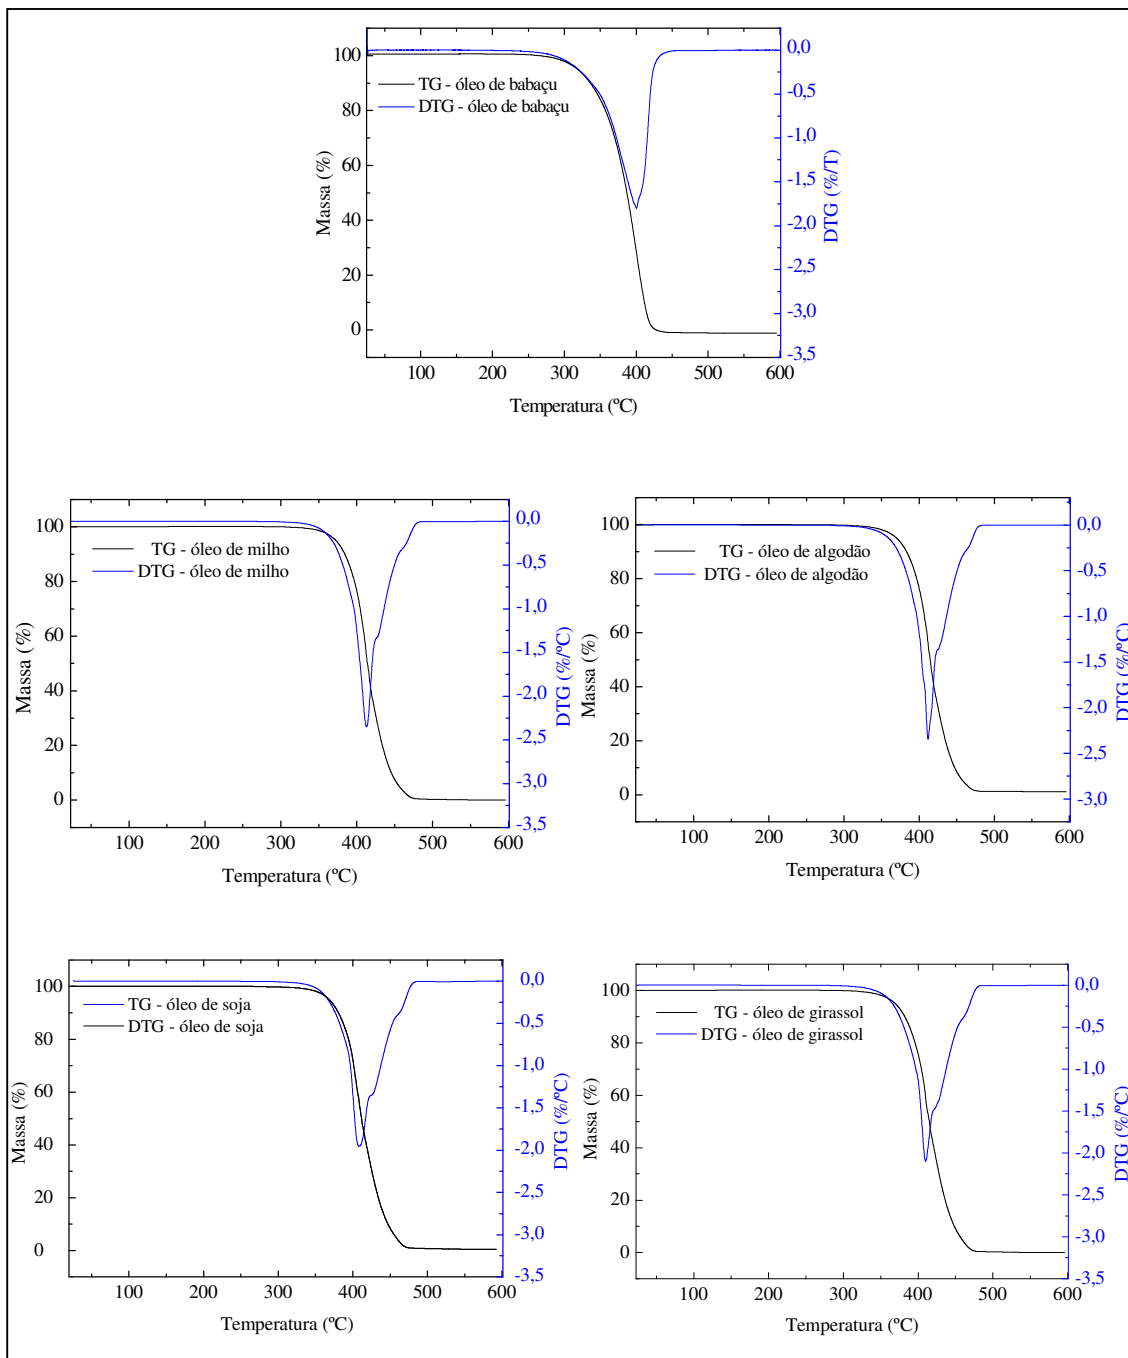 100
80
60
40
20
0
Massa (%)
TG - óleo de babaçu
DTG - óleo de babaçu
0,0
-0,5
-1,0
-1,5
-2,0
-2,5
-3,0
-3,5
DTG (%/T)
100 200 300 400 500 600
Temperatura (ºC)
100
80
60
40
20
0
Massa (%)
TG - óleo de milho
DTG - óleo de milho
0,0
-0,5
-1,0
-1,5
-2,0
-2,5
-3,0
-3,5
DTG (%/ºC)
100 200 300 400 500 600
Temperatura (ºC)
100
80
60
40
20
0
Massa (%)
TG - óleo de algodão
DTG - óleo de algodão
0,0
-0,5
-1,0
-1,5
-2,0
-2,5
-3,0
DTG (%/ºC)
100 200 300 400 500 600
Temperatura (ºC)
100
80
60
40
20
0
Massa (%)
TG - óleo de soja
DTG - óleo de soja
0,0
-0,5
-1,0
-1,5
-2,0
-2,5
-3,0
-3,5
DTG (%/ºC)
100 200 300 400 500 600
Temperatura (ºC)
100
80
60
40
20
0
Massa (%)
TG - óleo de girassol
DTG - óleo de girassol
0,0
-0,5
-1,0
-1,5
-2,0
-2,5
-3,0
-3,5
DTG (%/ºC)
100 200 300 400 500 600
Temperatura (ºC)